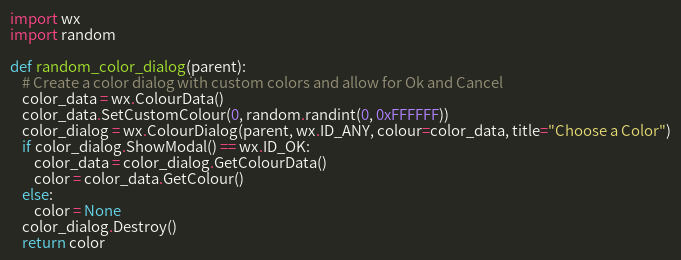 import wx
import random

def random_color_dialog(parent):
    # Create a color dialog with custom colors and allow for Ok and Cancel
    color_data = wx.ColourData()
    color_data.SetCustomColour(0, random.randint(0, 0xFFFFFF))
    color_dialog = wx.ColourDialog(parent, wx.ID_ANY, colour=color_data, title="Choose a Color")
    if color_dialog.ShowModal() == wx.ID_OK:
        color_data = color_dialog.GetColourData()
        color = color_data.GetColour()
    else:
        color = None
    color_dialog.Destroy()
    return color